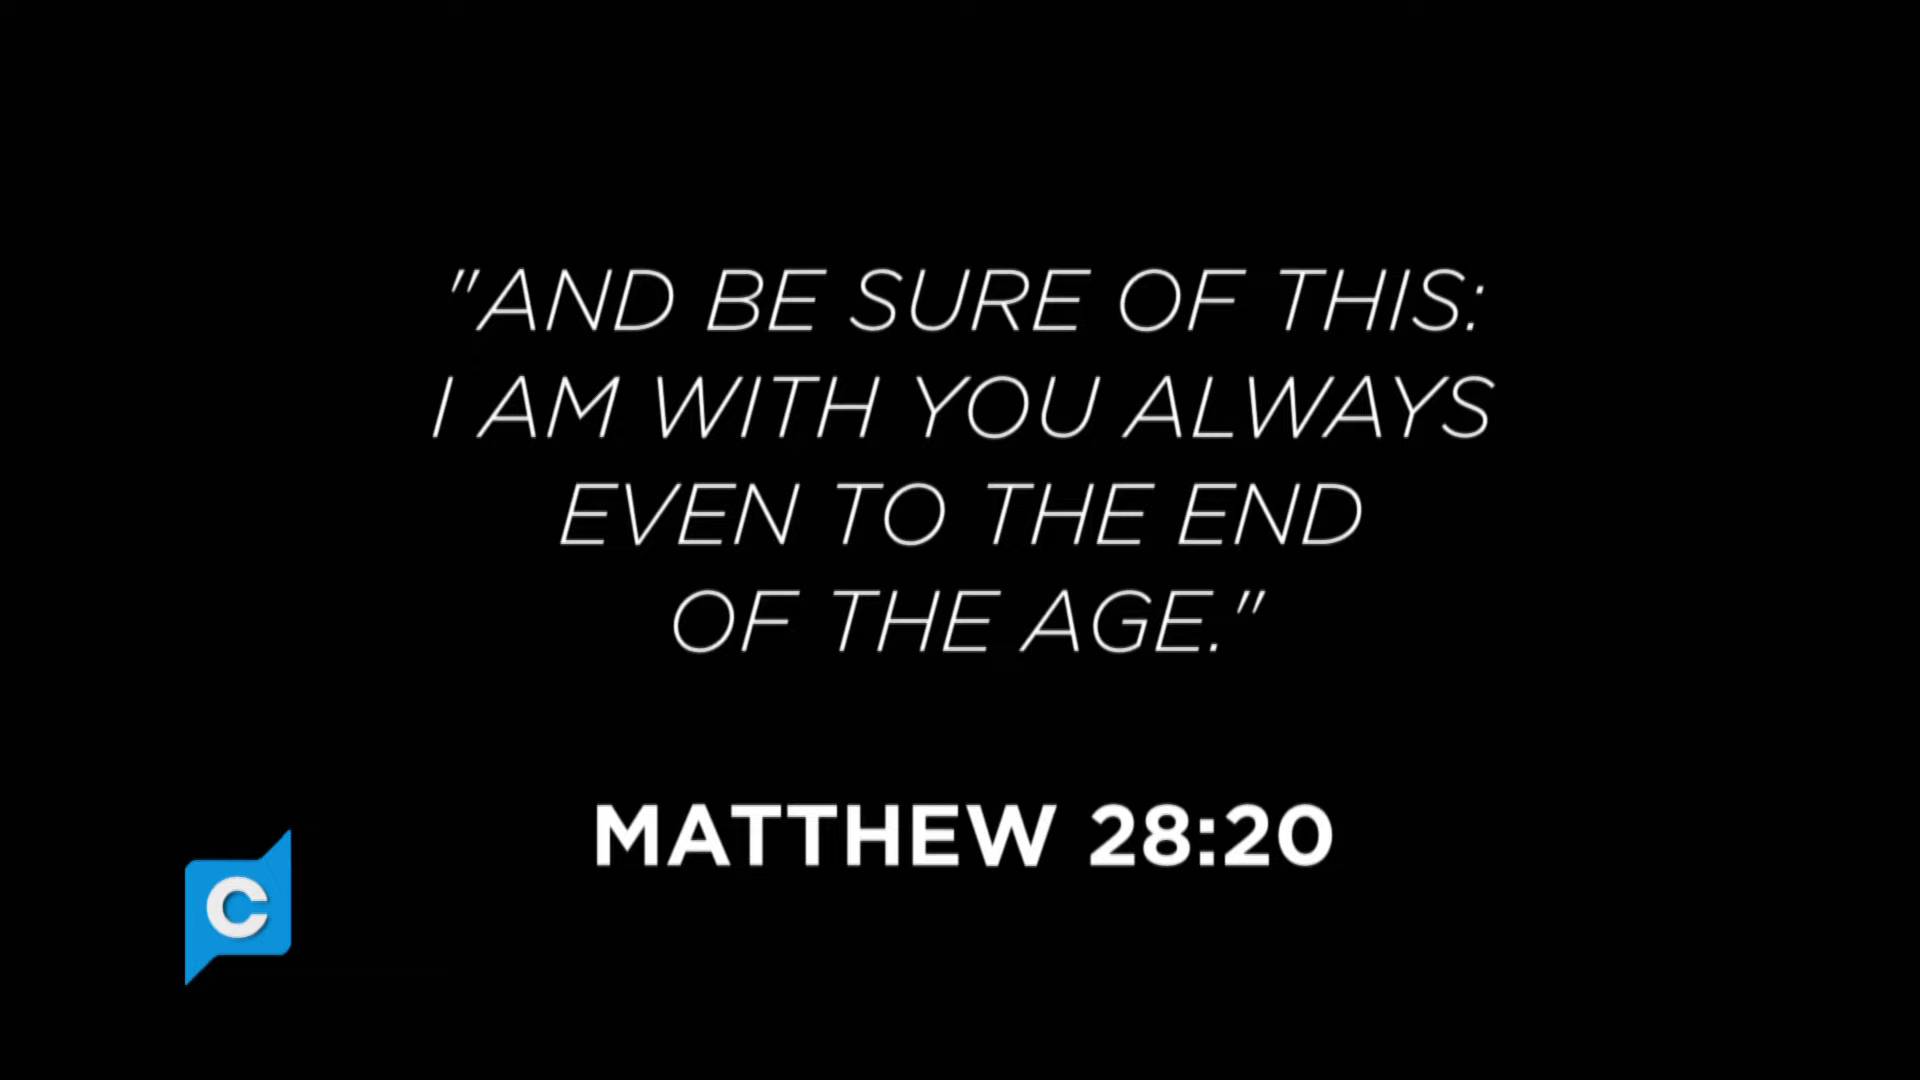 "AND BE SURE OF THIS:
I AM WITH YOU ALWAYS
EVEN TO THE END
OF THE AGE."
MATTHEW 28:20
C